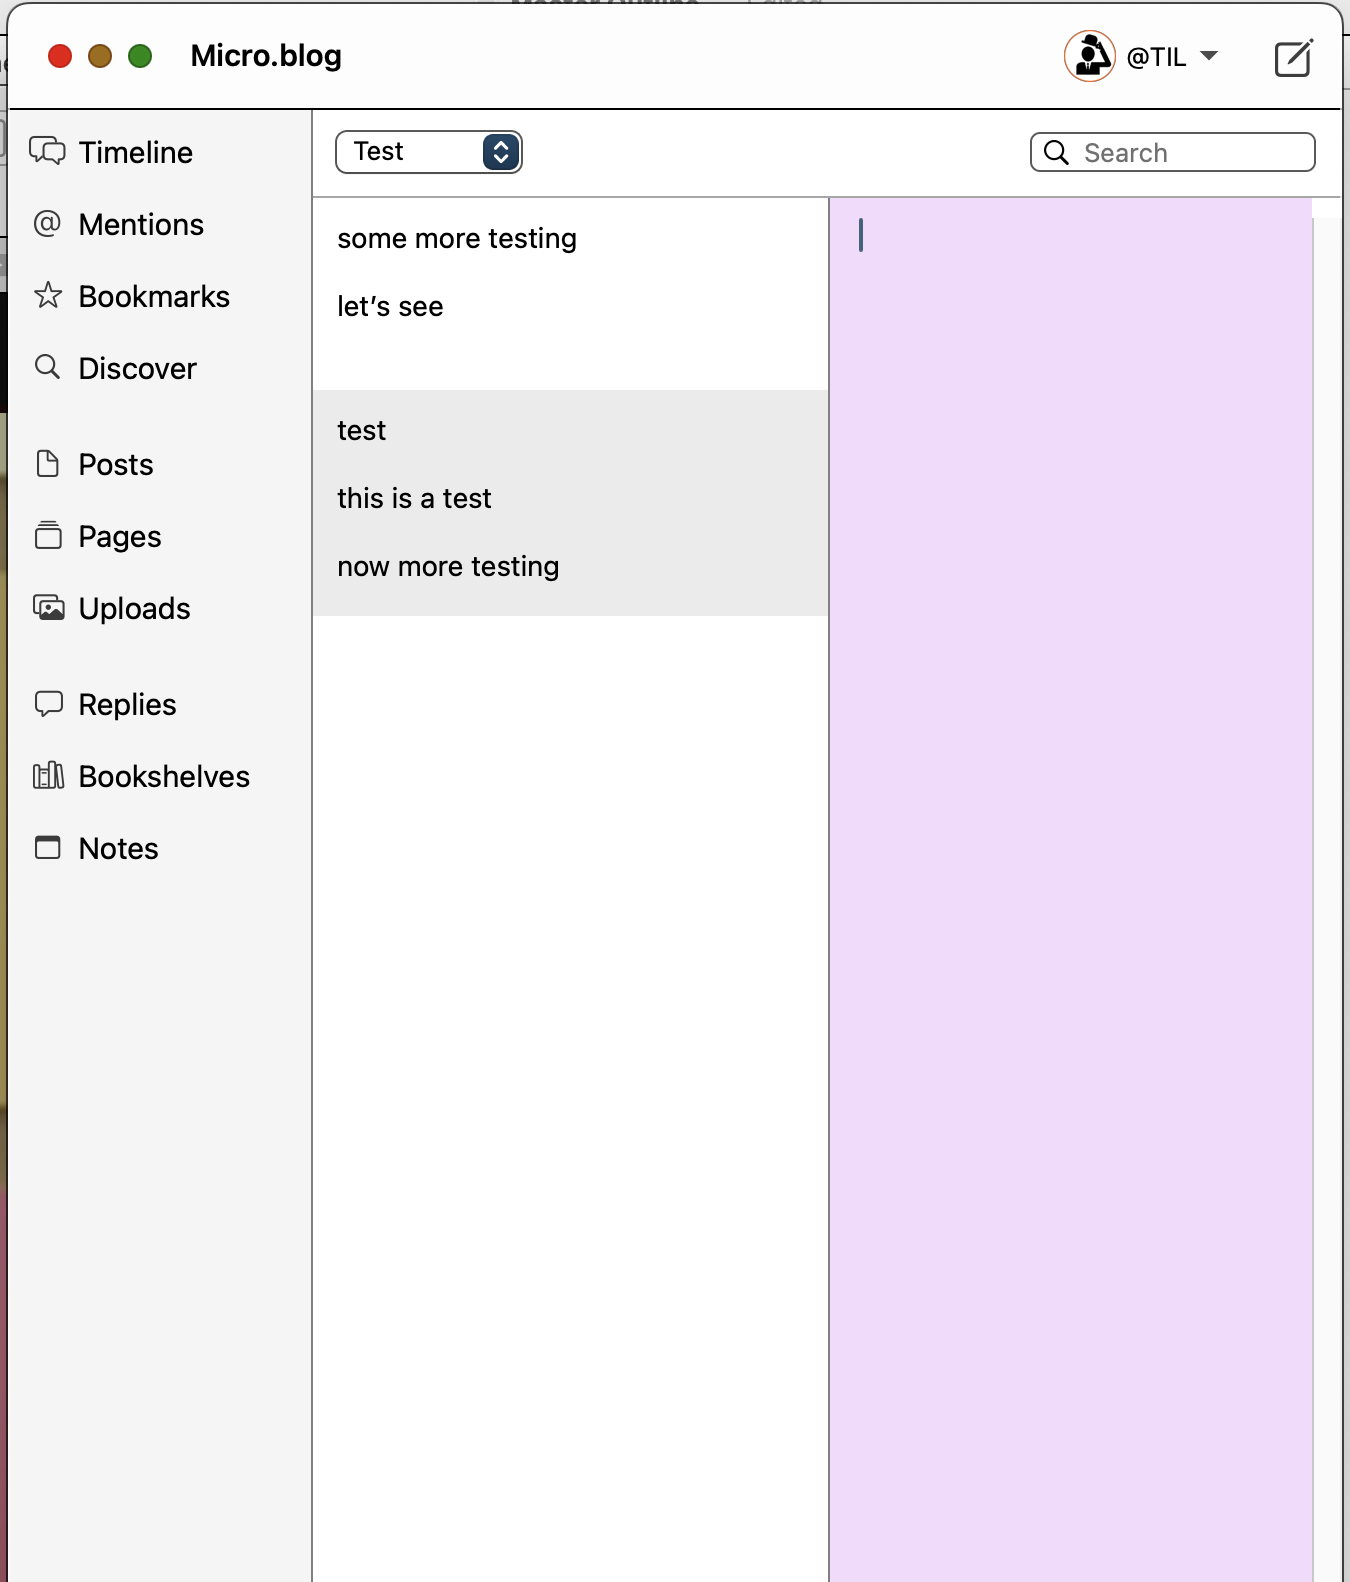 Micro.blog
@TIL
Timeline
Mentions
Bookmarks
Discover
Posts
Pages
Uploads
Replies
Bookshelves
Notes
Test
Search
some more testing
let’s see
test
this is a test
now more testing